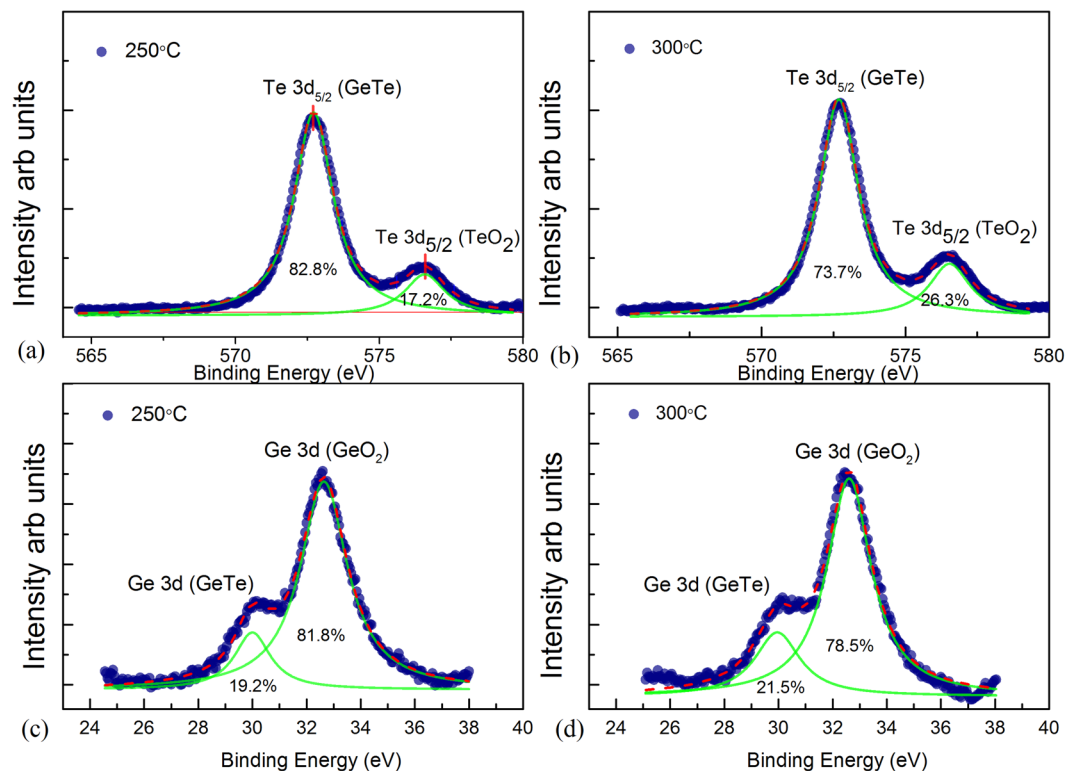 250°C
Te 3d5/2 (GeTe)
Te 3d5/2 (TeO2)
82.8%
17.2%
Intensity arb units
565 570 575 580
(a)
Binding Energy (eV)
300°C
Te 3d5/2 (GeTe)
Te 3d5/2 (TeO2)
73.7%
26.3%
Intensity arb units
565 570 575 580
(b)
Binding Energy (eV)
250°C
Ge 3d (GeO2)
Ge 3d (GeTe)
81.8%
19.2%
Intensity arb units
24 26 28 30 32 34 36 38 40
(c)
Binding Energy (eV)
300°C
Ge 3d (GeO2)
Ge 3d (GeTe)
78.5%
21.5%
Intensity arb units
24 26 28 30 32 34 36 38 40
(d)
Binding Energy (eV)